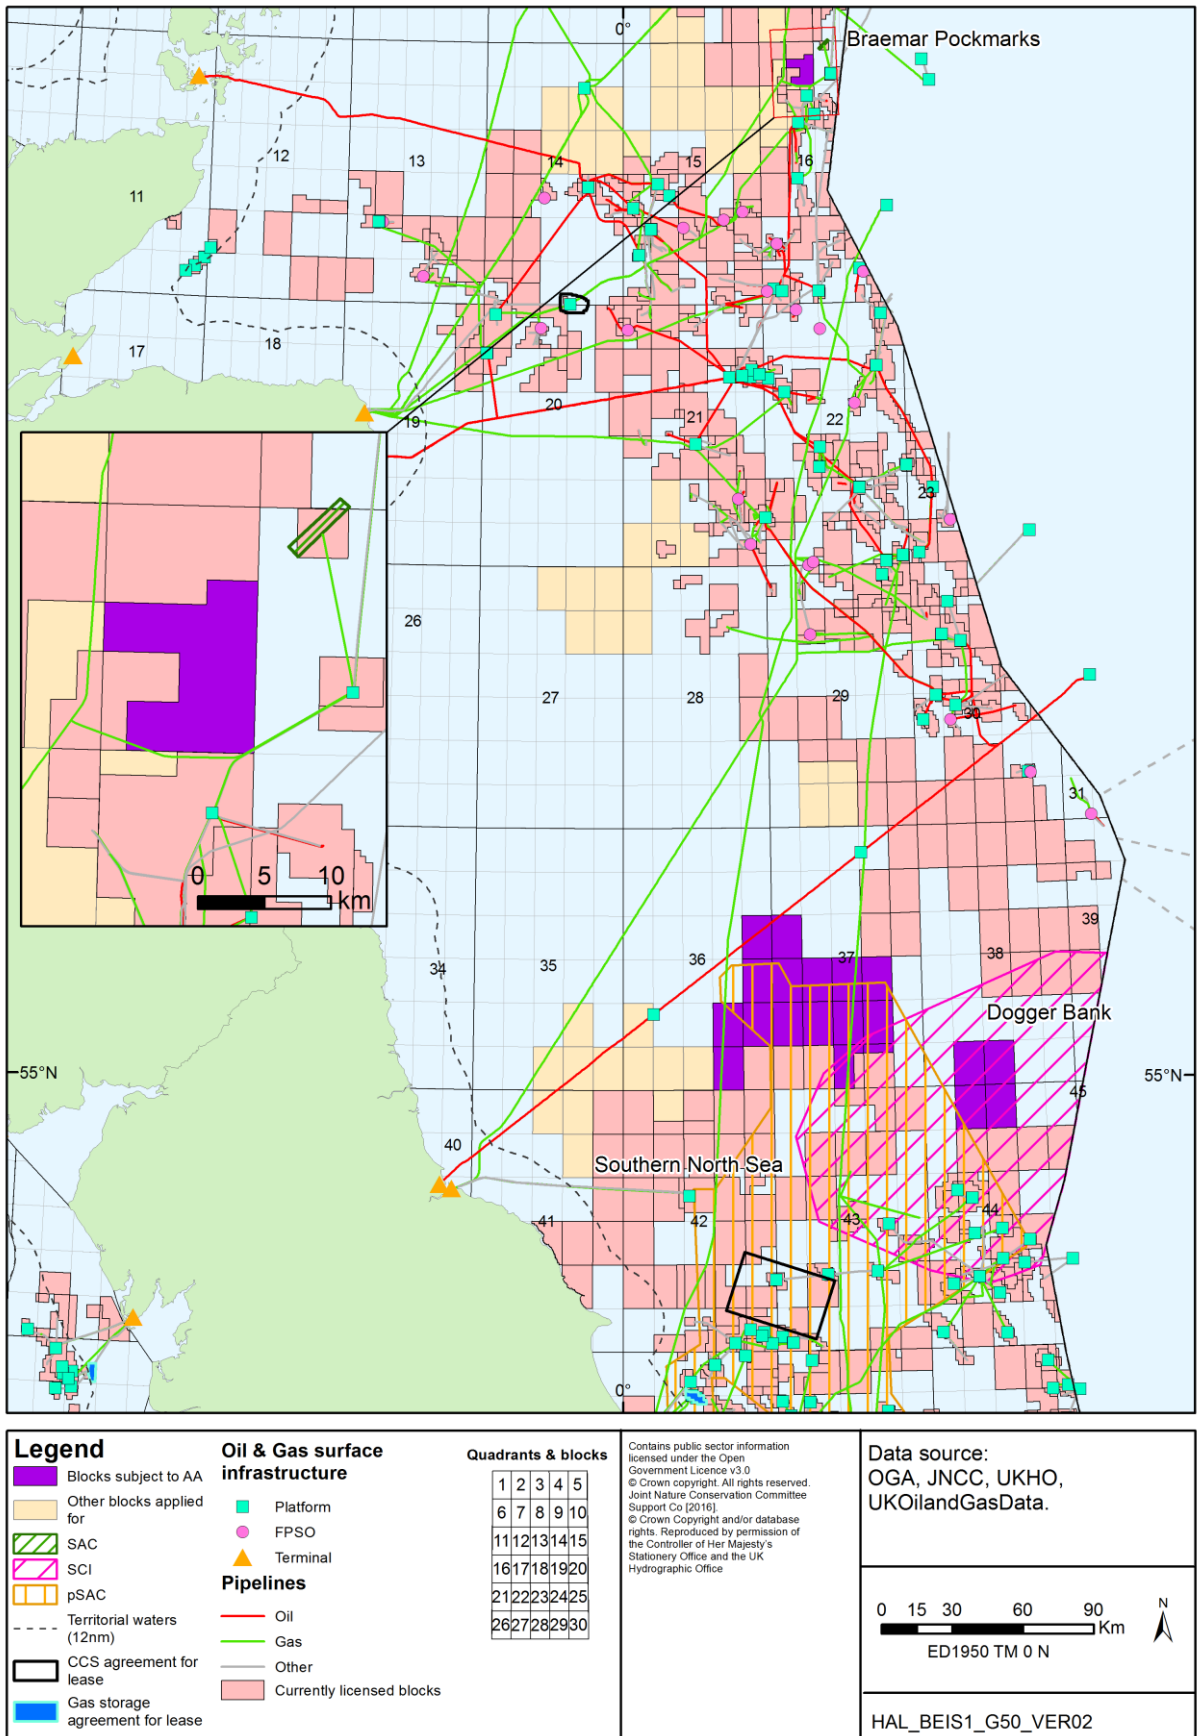 0°
Braemar Pockmarks
12
13
14
15
16
11
17
18
19
20
21
22
23
26
27
28
29
30
31
0 5 10
km
34
35
36
37
38
39
Dogger Bank
55°N
55°N
45
40
Southern North Sea
41
42
43
44
0°
Legend
Blocks subject to AA
Other blocks applied
for
SAC
SCI
pSAC
Territorial waters
(12nm)
CCS agreement for
lease
Gas storage
agreement for lease
Oil & Gas surface
infrastructure
Platform
FPSO
Terminal
Pipelines
Oil
Gas
Other
Currently licensed blocks
Quadrants & blocks
1 2 3 4 5
6 7 8 9 10
11 12 13 14 15
16 17 18 19 20
21 22 23 24 25
26 27 28 29 30
Contains public sector information
licensed under the Open
Government Licence v3.0
© Crown copyright. All rights reserved.
Joint Nature Conservation Committee
Support Co [2016].
© Crown Copyright and/or database
rights. Reproduced by permission of
the Controller of Her Majesty's
Stationery Office and the UK
Hydrographic Office
Data source:
OGA, JNCC, UKHO,
UKOilandGasData.
0 15 30 60 90
Km
N
ED1950 TM 0 N
HAL_BEIS1_G50_VER02